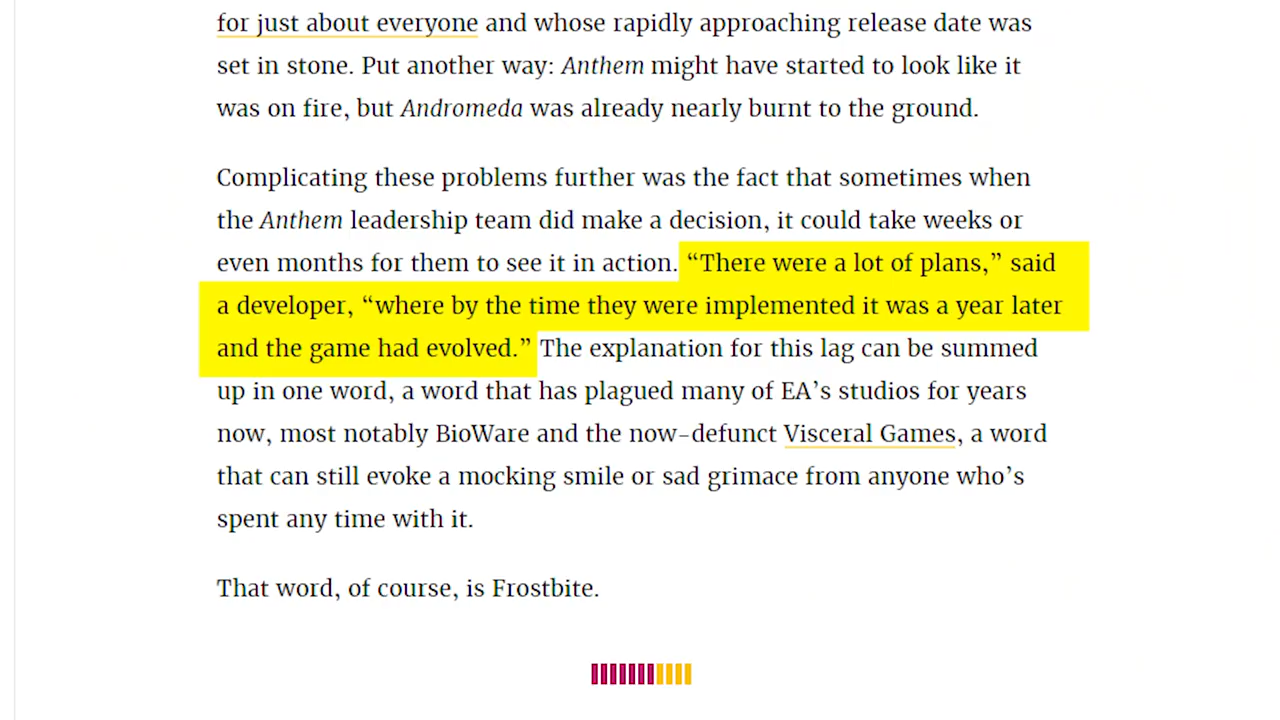 for just about everyone and whose rapidly approaching release date was
set in stone. Put another way: Anthem might have started to look like it
was on fire, but Andromeda was already nearly burnt to the ground.
Complicating these problems further was the fact that sometimes when
the Anthem leadership team did make a decision, it could take weeks or
even months for them to see it in action. “There were a lot of plans,” said
a developer, “where by the time they were implemented it was a year later
and the game had evolved.” The explanation for this lag can be summed
up in one word, a word that has plagued many of EA’s studios for years
now, most notably BioWare and the now-defunct Visceral Games, a word
that can still evoke a mocking smile or sad grimace from anyone who’s
spent any time with it.
That word, of course, is Frostbite.